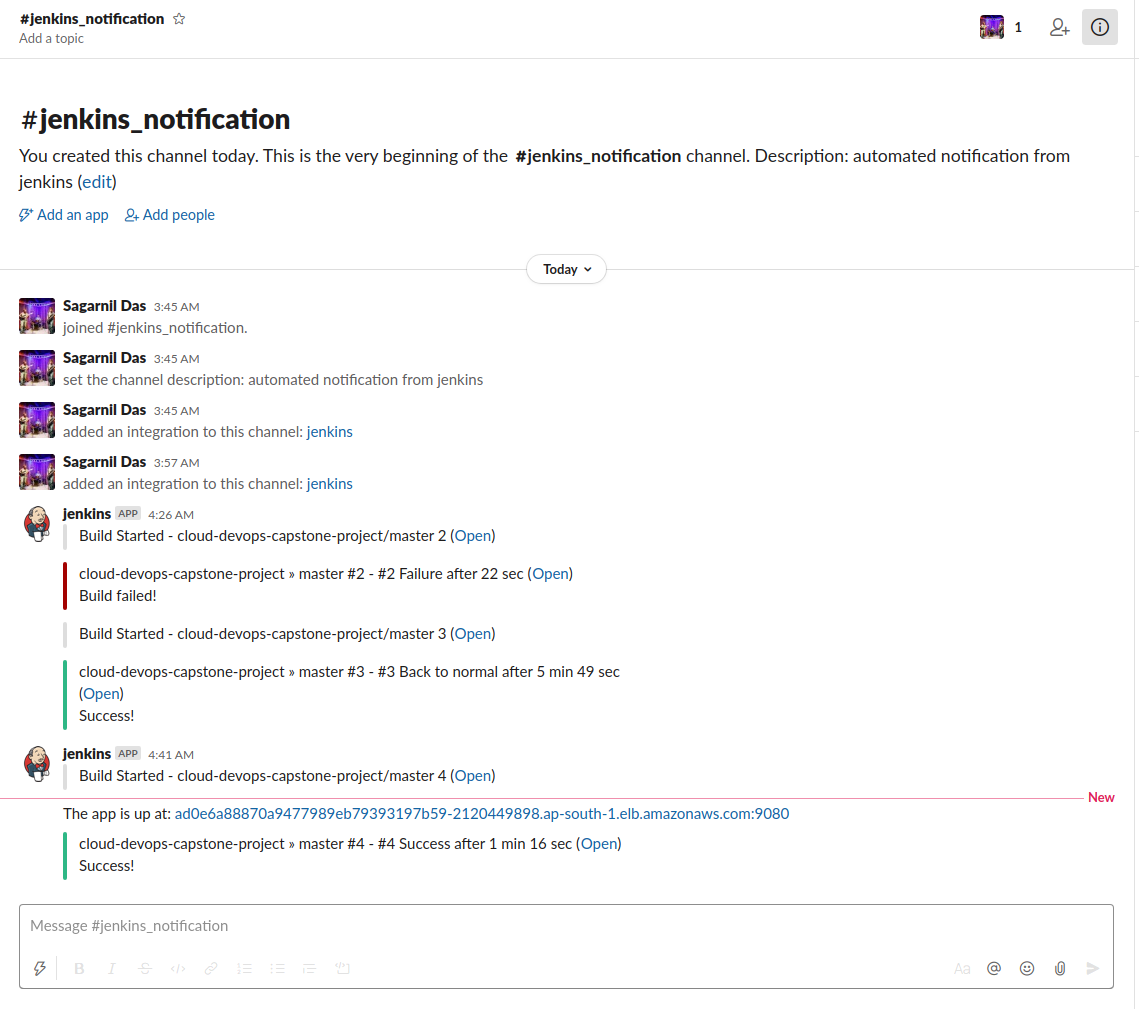 #jenkins_notification
Add a topic
1
#jenkins_notification
You created this channel today. This is the very beginning of the #jenkins_notification channel. Description: automated notification from
jenkins (edit)
Add an app Add people
Today
Sagarnil Das 3:45 AM
joined #jenkins_notification.
Sagarnil Das 3:45 AM
set the channel description: automated notification from jenkins
Sagarnil Das 3:45 AM
added an integration to this channel: jenkins
Sagarnil Das 3:57 AM
added an integration to this channel: jenkins
jenkins APP 4:26 AM
Build Started - cloud-devops-capstone-project/master 2 (Open)
cloud-devops-capstone-project » master #2 - #2 Failure after 22 sec (Open)
Build failed!
Build Started - cloud-devops-capstone-project/master 3 (Open)
cloud-devops-capstone-project » master #3 - #3 Back to normal after 5 min 49 sec
(Open)
Success!
jenkins APP 4:41 AM
Build Started - cloud-devops-capstone-project/master 4 (Open)
New
The app is up at: ad0e6a88870a9477989eb79393197b59-2120449898.ap-south-1.elb.amazonaws.com:9080
cloud-devops-capstone-project » master #4 - #4 Success after 1 min 16 sec (Open)
Success!
Message #jenkins_notification
B I S Aa @